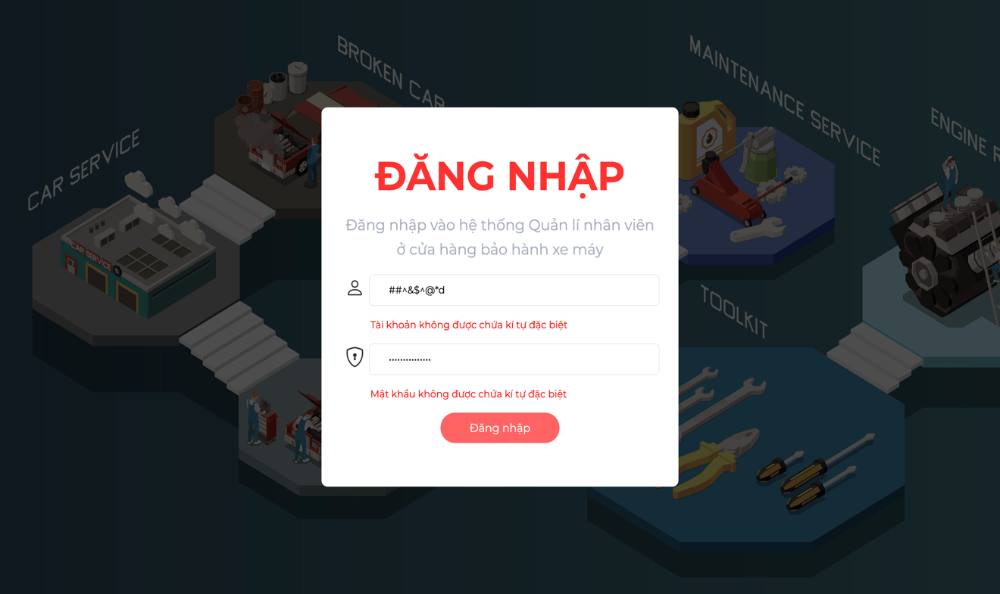 BROKEN CAR
MAINTENANCE SERVICE
ENGINE
CAR SERVICE
CAR SERVICE
TOOLKIT
ĐĂNG NHẬP
Đăng nhập vào hệ thống Quản lí nhân viên
ở cửa hàng bảo hành xe máy
##^&$^@*d
Tài khoản không được chứa kí tự đặc biệt
•••••••••••••••
Mật khẩu không được chứa kí tự đặc biệt
Đăng nhập